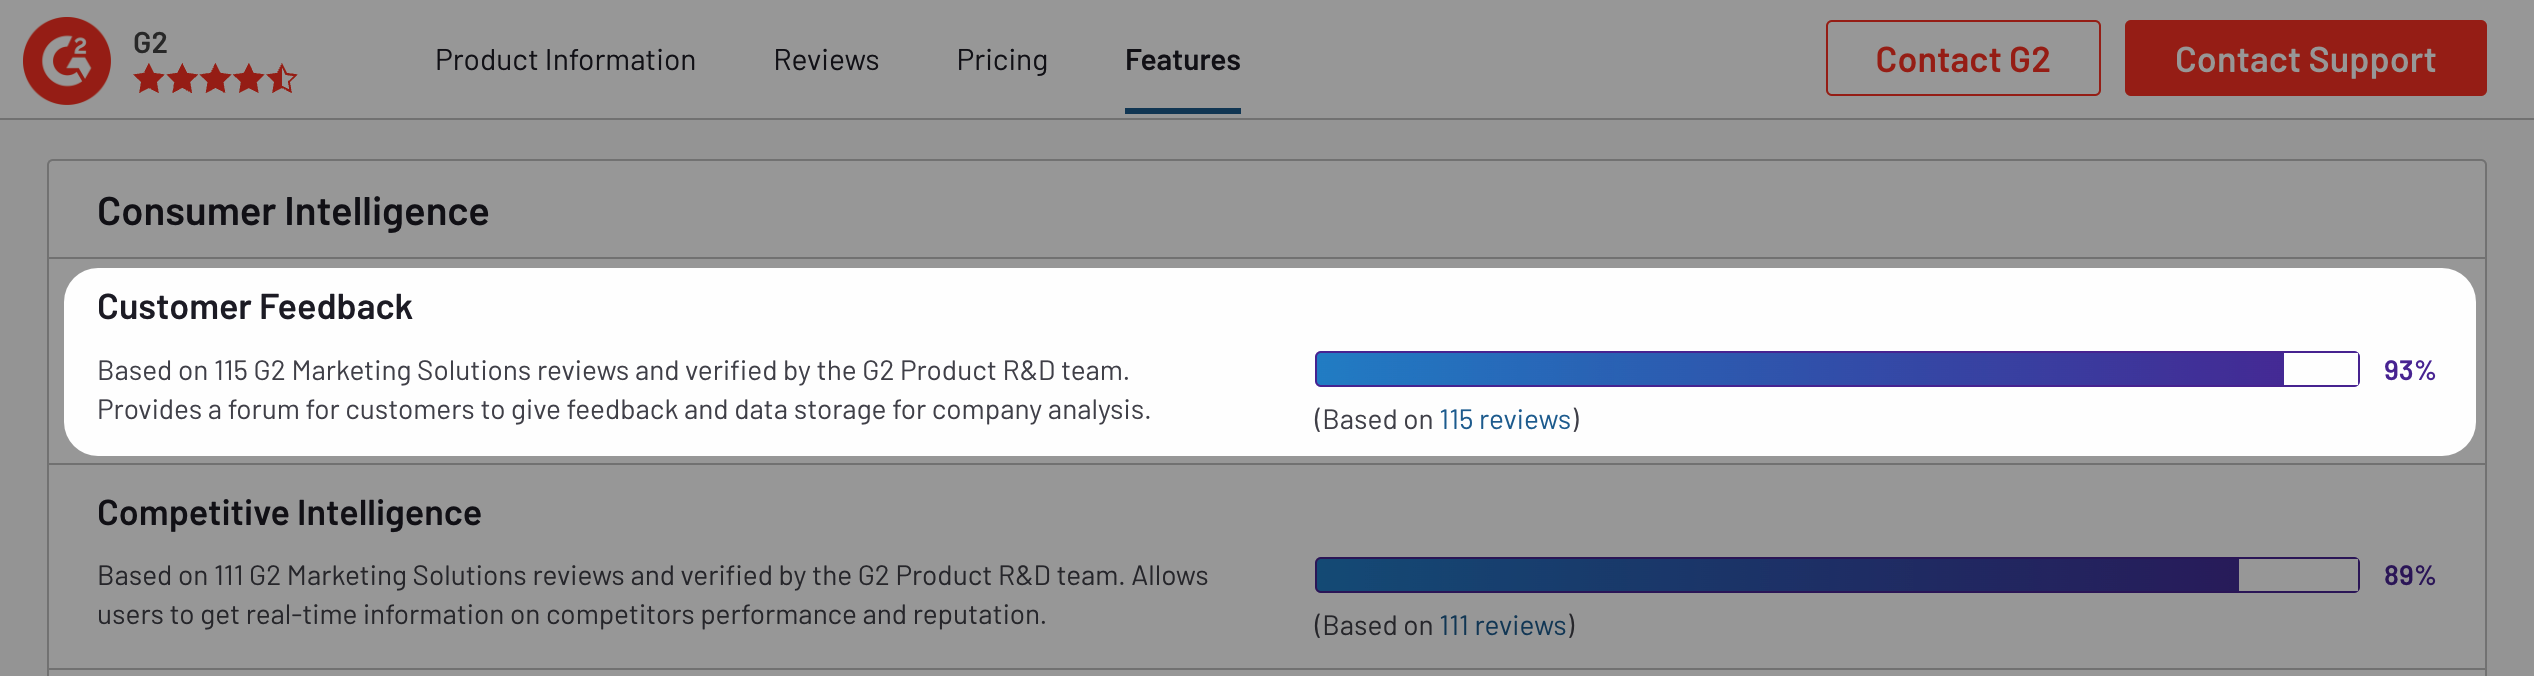 G2
G2
Product Information
Reviews
Pricing
Features
Contact G2
Contact Support
Consumer Intelligence
Customer Feedback
Based on 115 G2 Marketing Solutions reviews and verified by the G2 Product R&D team.
Provides a forum for customers to give feedback and data storage for company analysis.
93%
(Based on 115 reviews)
Competitive Intelligence
Based on 111 G2 Marketing Solutions reviews and verified by the G2 Product R&D team. Allows
users to get real-time information on competitors performance and reputation.
89%
(Based on 111 reviews)